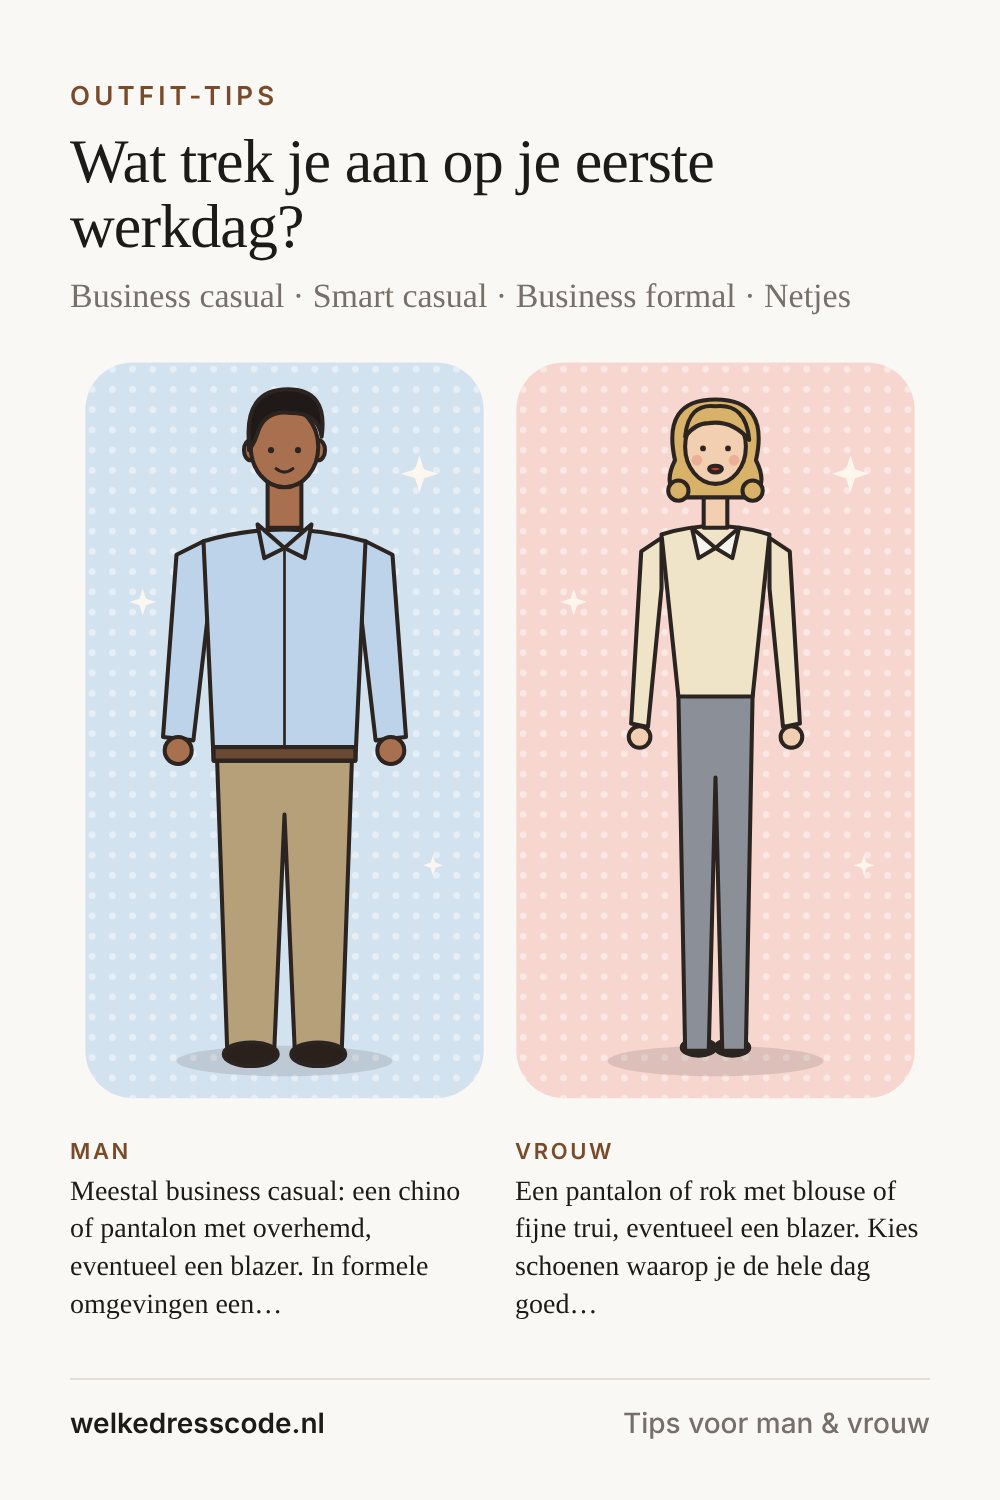 OUTFIT-TIPS
Wat trek je aan op je eerste
werkdag?
Business casual · Smart casual · Business formal · Netjes
MAN
Meestal business casual: een chino
of pantalon met overhemd,
eventueel een blazer. In formele
omgevingen een…
VROUW
Een pantalon of rok met blouse of
fijne trui, eventueel een blazer. Kies
schoenen waarop je de hele dag
goed…
welkedresscode.nl
Tips voor man & vrouw